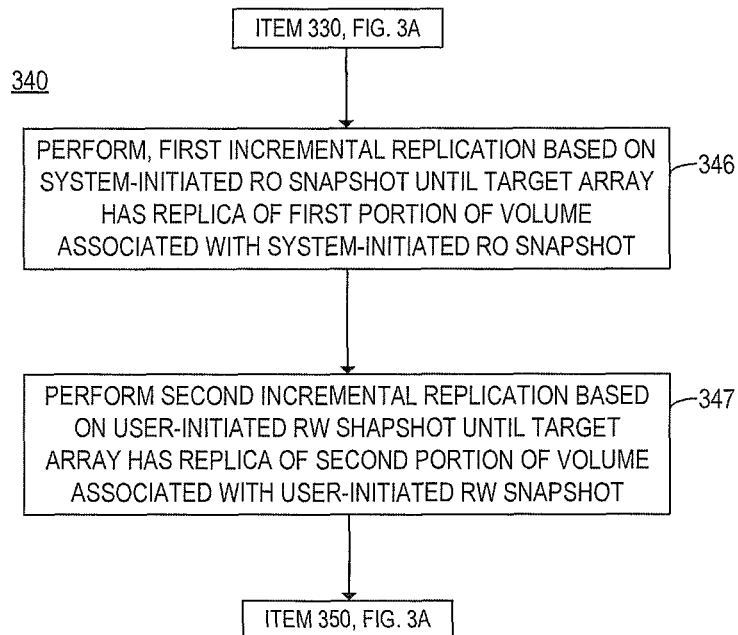 ITEM 330, FIG. 3A
340
PERFORM, FIRST INCREMENTAL REPLICATION BASED ON
SYSTEM-INITIATED RO SNAPSHOT UNTIL TARGET ARRAY
HAS REPLICA OF FIRST PORTION OF VOLUME
ASSOCIATED WITH SYSTEM-INITIATED RO SNAPSHOT
346
PERFORM SECOND INCREMENTAL REPLICATION BASED
ON USER-INITIATED RW SHAPSHOT UNTIL TARGET
ARRAY HAS REPLICA OF SECOND PORTION OF VOLUME
ASSOCIATED WITH USER-INITIATED RW SNAPSHOT
347
ITEM 350, FIG. 3A